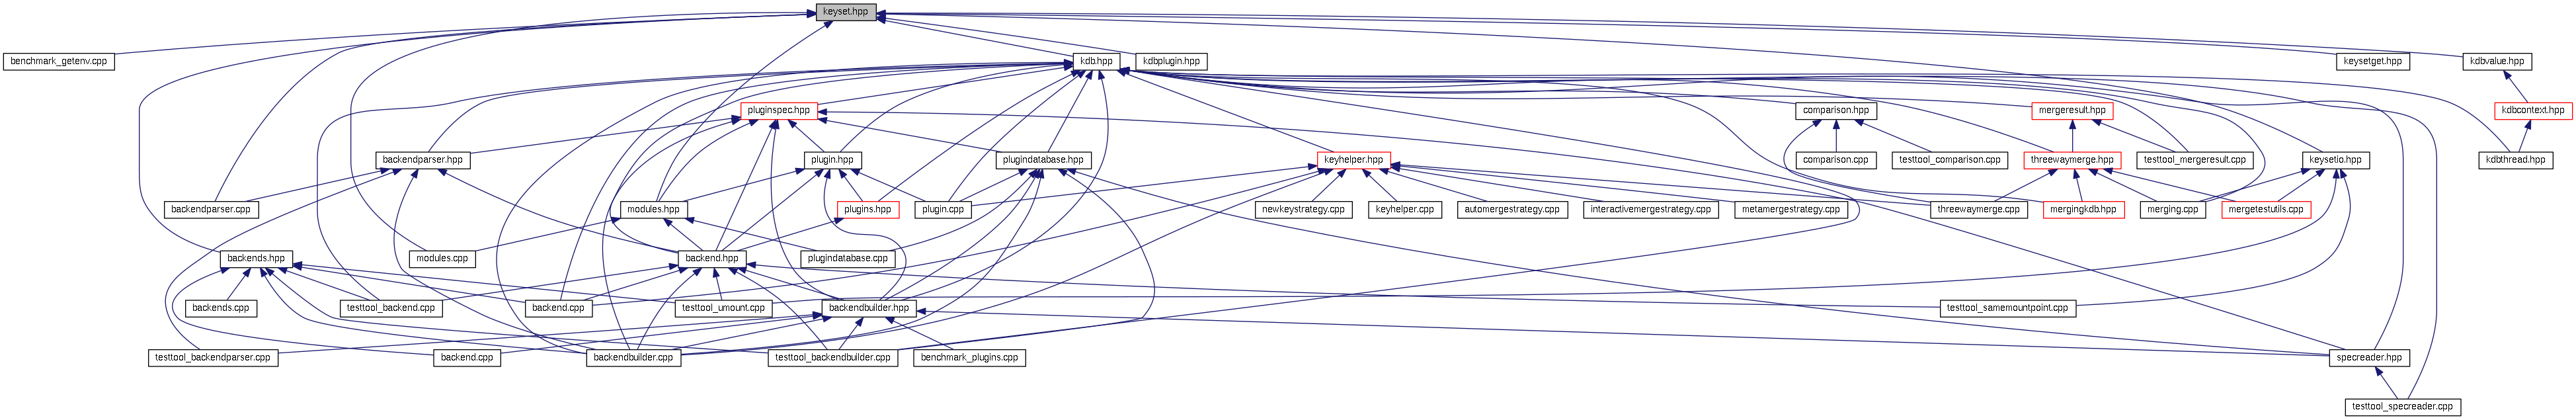 keyset.hpp
benchmark_getenv.cpp
kdb.hpp
kdbplugin.hpp
keysetget.hpp
kdbvalue.hpp
pluginspec.hpp
comparison.hpp
mergeresult.hpp
kdbcontext.hpp
backendparser.hpp
plugin.hpp
plugindatabase.hpp
keyhelper.hpp
comparison.cpp
testtool_comparison.cpp
threewaymerge.hpp
testtool_mergeresult.cpp
keysetio.hpp
kdbthread.hpp
backendparser.cpp
modules.hpp
plugins.hpp
plugin.cpp
newkeystrategy.cpp
keyhelper.cpp
automergestrategy.cpp
interactivemergestrategy.cpp
metamergestrategy.cpp
threewaymerge.cpp
mergingkdb.hpp
merging.cpp
mergetestutils.cpp
backends.hpp
modules.cpp
backend.hpp
plugindatabase.cpp
backends.cpp
testtool_backend.cpp
backend.cpp
testtool_umount.cpp
backendbuilder.hpp
testtool_samemountpoint.cpp
testtool_backendparser.cpp
backend.cpp
backendbuilder.cpp
testtool_backendbuilder.cpp
benchmark_plugins.cpp
specreader.hpp
testtool_specreader.cpp